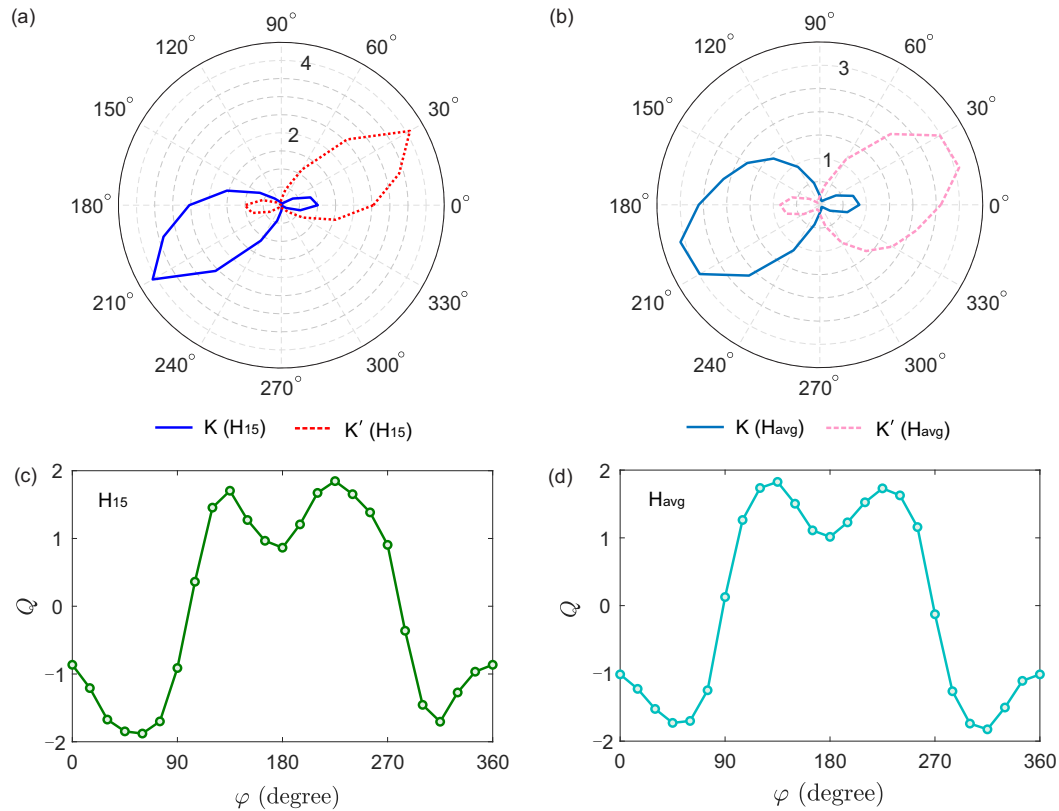 (a)
(b)
90°
120°
60°
150°
30°
180°
0°
210°
330°
240°
300°
270°
4
2
90°
120°
60°
150°
30°
180°
0°
210°
330°
240°
300°
270°
3
1
K (H15) K′ (H15)
K (Havg) K′ (Havg)
(c)
H15
2
1
0
−1
−2
Q
0 90 180 270 360
φ (degree)
(d)
Havg
2
1
0
−1
−2
Q
0 90 180 270 360
φ (degree)